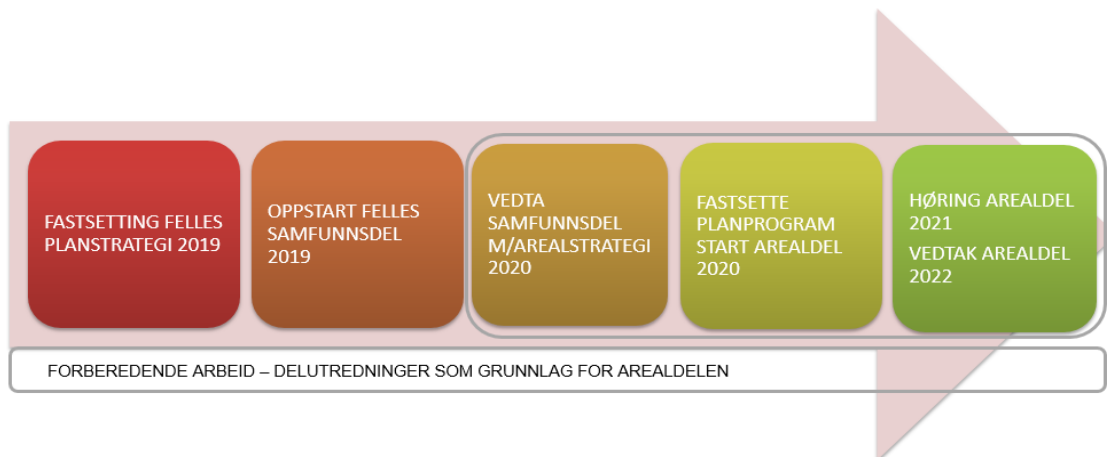 FASTSETTING FELLES
PLANSTRATEGI 2019
OPPSTART FELLES
SAMFUNNSDEL
2019
VEDTA
SAMFUNNSDEL
M/AREALSTRATEGI
2020
FASTSETTE
PLANPROGRAM
START AREALDEL
2020
HØRING AREALDEL
2021
VEDTAK AREALDEL
2022
FORBEREDENDE ARBEID – DELUTREDNINGER SOM GRUNNLAG FOR AREALDELEN